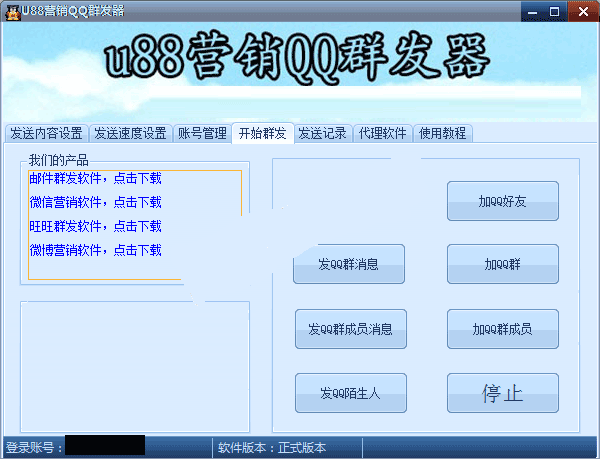 U88营销QQ群发器
u88营销QQ群发器
发送内容设置 发送速度设置 账号管理 开始群发 发送记录 代理软件 使用教程
我们的产品
邮件群发软件，点击下载
微信营销软件，点击下载
旺旺群发软件，点击下载
微博营销软件，点击下载
加QQ好友
发QQ群消息 加QQ群
发QQ群成员消息 加QQ群成员
发QQ陌生人 停止
登录账号： 软件版本：正式版本